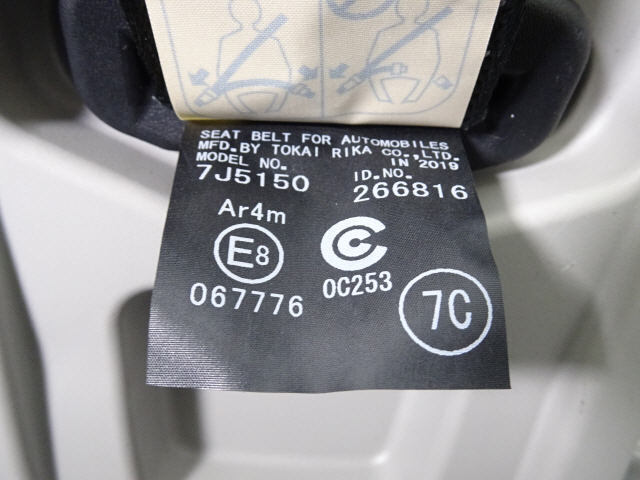 SEAT BELT FOR AUTOMOBILES
MFD.BY TOKAI RIKA CO.,LTD.
MODEL NO. IN 2019
7J5150 ID.NO.
266816
Ar4m
E8
067776
CC
0C253
7C